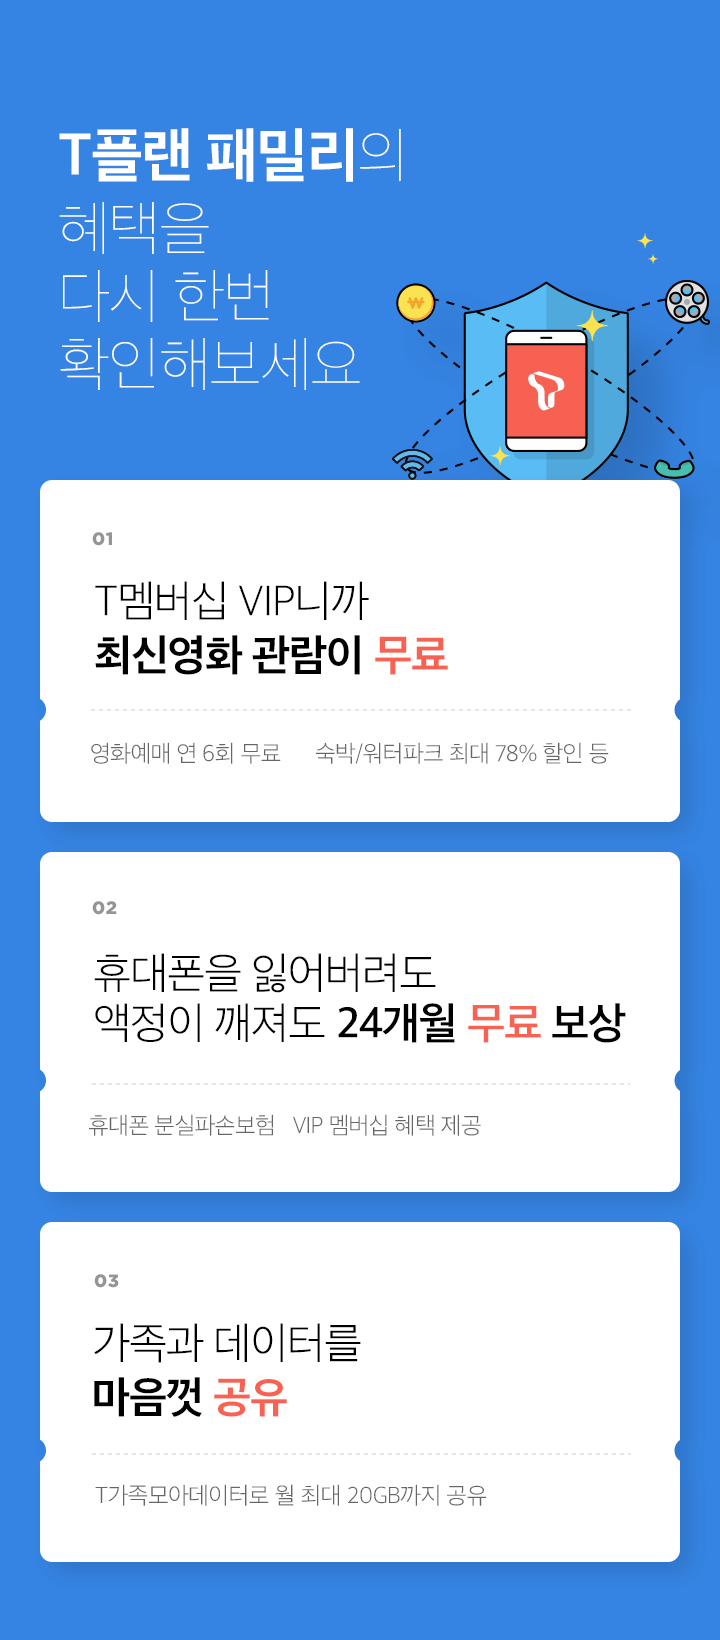 T플랜 패밀리의
혜택을
다시 한번
확인해보세요
01
T멤버십 VIP니까
최신영화 관람이 무료
영화예매 연 6회 무료 숙박/워터파크 최대 78% 할인 등
02
휴대폰을 잃어버려도
액정이 깨져도 24개월 무료 보상
휴대폰 분실파손보험 VIP 멤버십 혜택 제공
03
가족과 데이터를
마음껏 공유
T가족모아데이터로 월 최대 20GB까지 공유